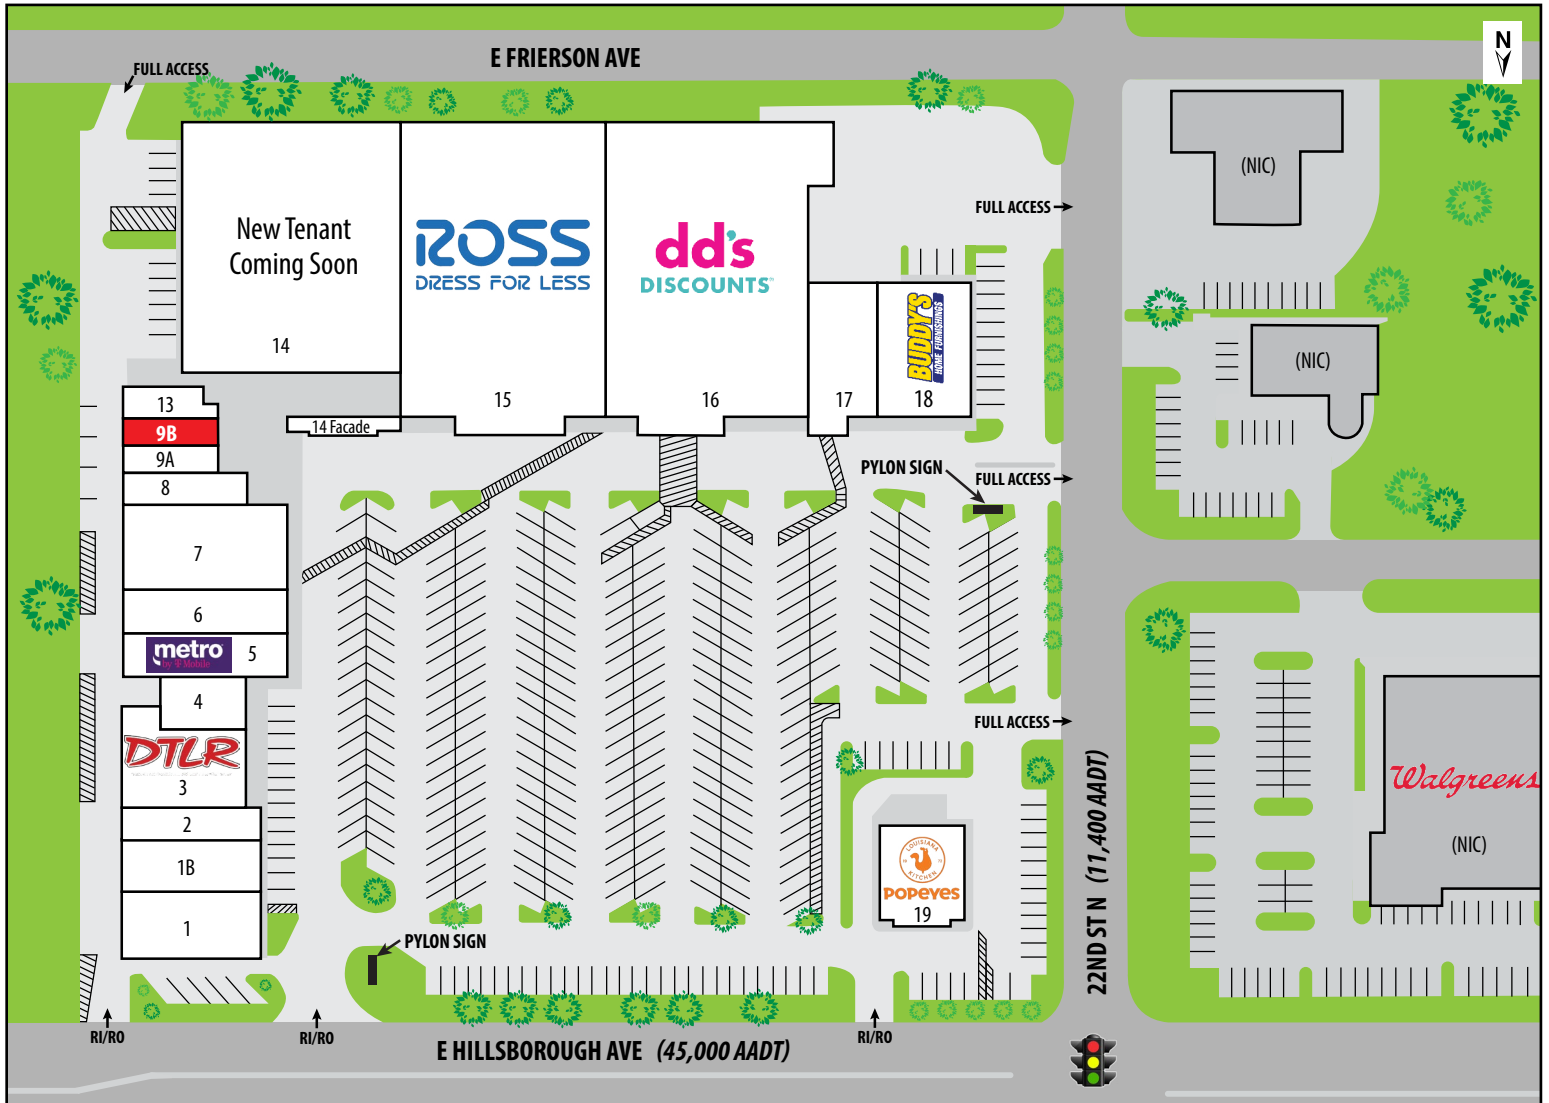 E FRIERSON AVE
N
FULL ACCESS
(NIC)
FULL ACCESS
New Tenant
Coming Soon
14
ROSS
DRESS FOR LESS
15
dd's
DISCOUNTS
16
17
BUDDY'S
HOME FURNISHINGS
18
(NIC)
13
9B
9A
8
14 Facade
PYLON SIGN
FULL ACCESS
7
6
metro
by T Mobile
5
4
DTLR
3
2
1B
1
FULL ACCESS
22ND ST N (11,400 AADT)
Walgreens
(NIC)
LOUISIANA
KITCHEN
POPEYES
19
PYLON SIGN
RI/RO
RI/RO
RI/RO
E HILLSBOROUGH AVE (45,000 AADT)